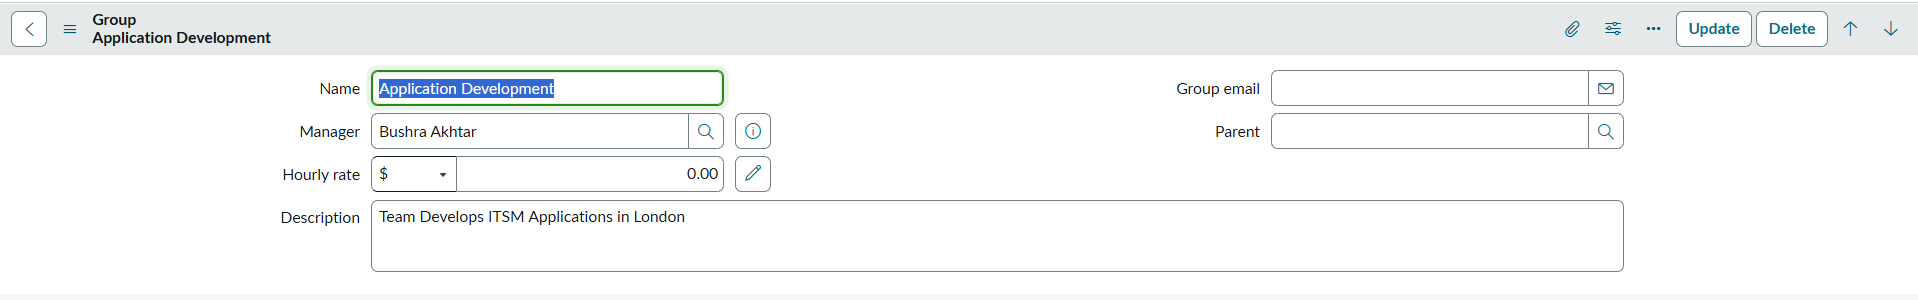 Group
Application Development
Update
Delete
Name
Application Development
Group email
Manager
Bushra Akhtar
Parent
Hourly rate
$
0.00
Description
Team Develops ITSM Applications in London